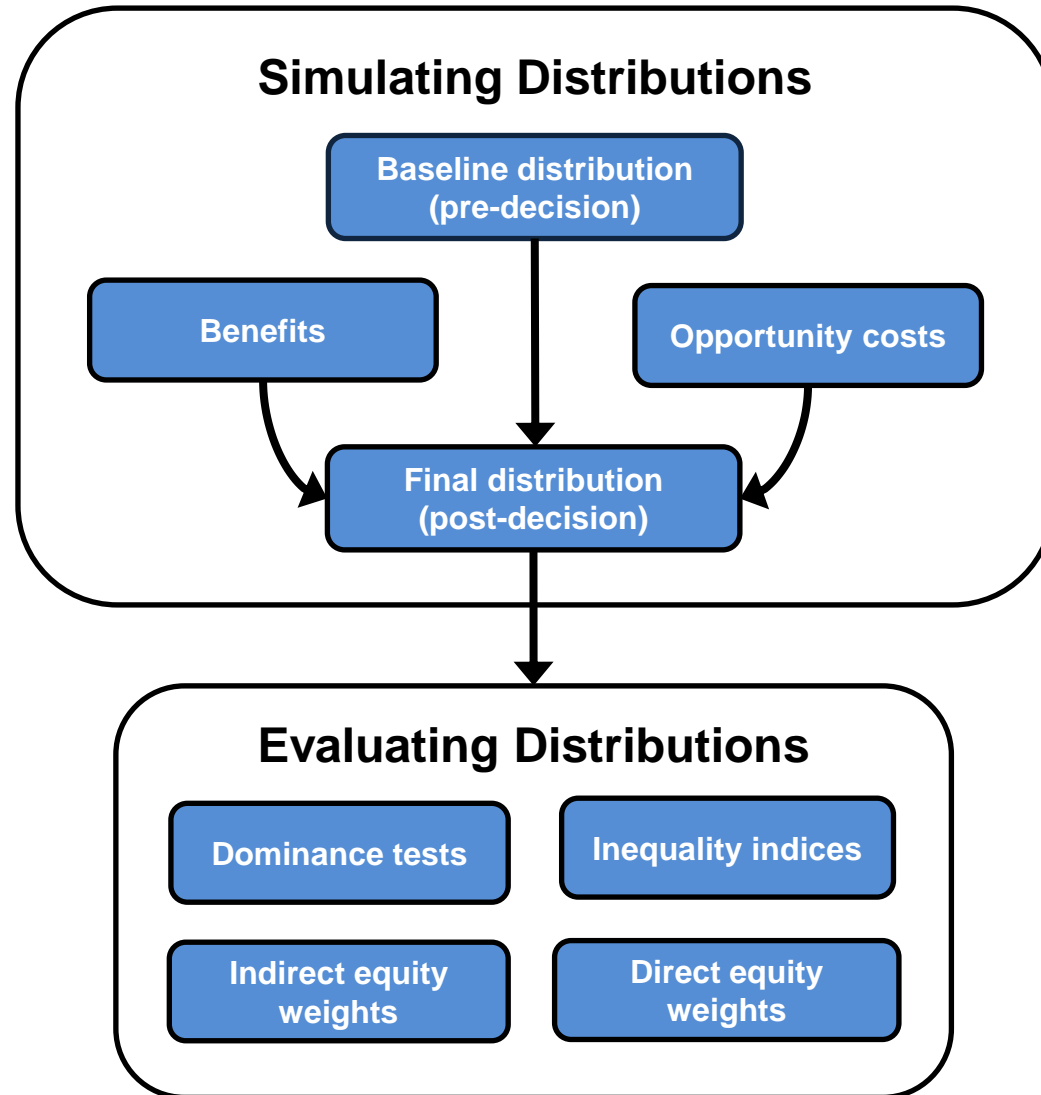 Simulating Distributions
Baseline distribution
(pre-decision)
Benefits
Opportunity costs
Final distribution
(post-decision)
Evaluating Distributions
Dominance tests
Inequality indices
Indirect equity
weights
Direct equity
weights